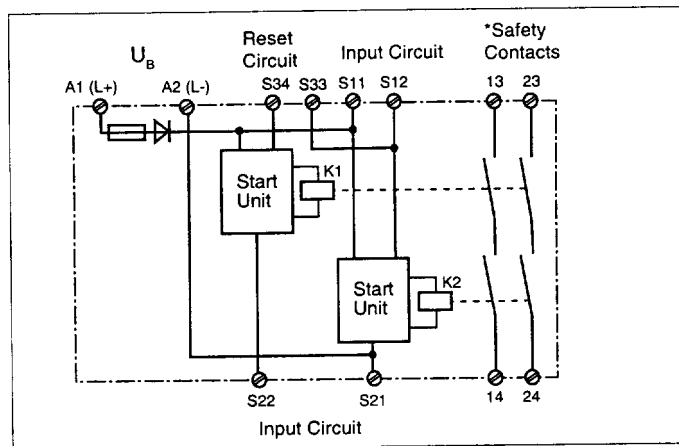 U_B
Reset Circuit
Input Circuit
*Safety Contacts
A1 (L+)
A2 (L-)
S34
S33
S11
S12
13
23
Start Unit
K1
Start Unit
K2
S22
S21
14
24
Input Circuit